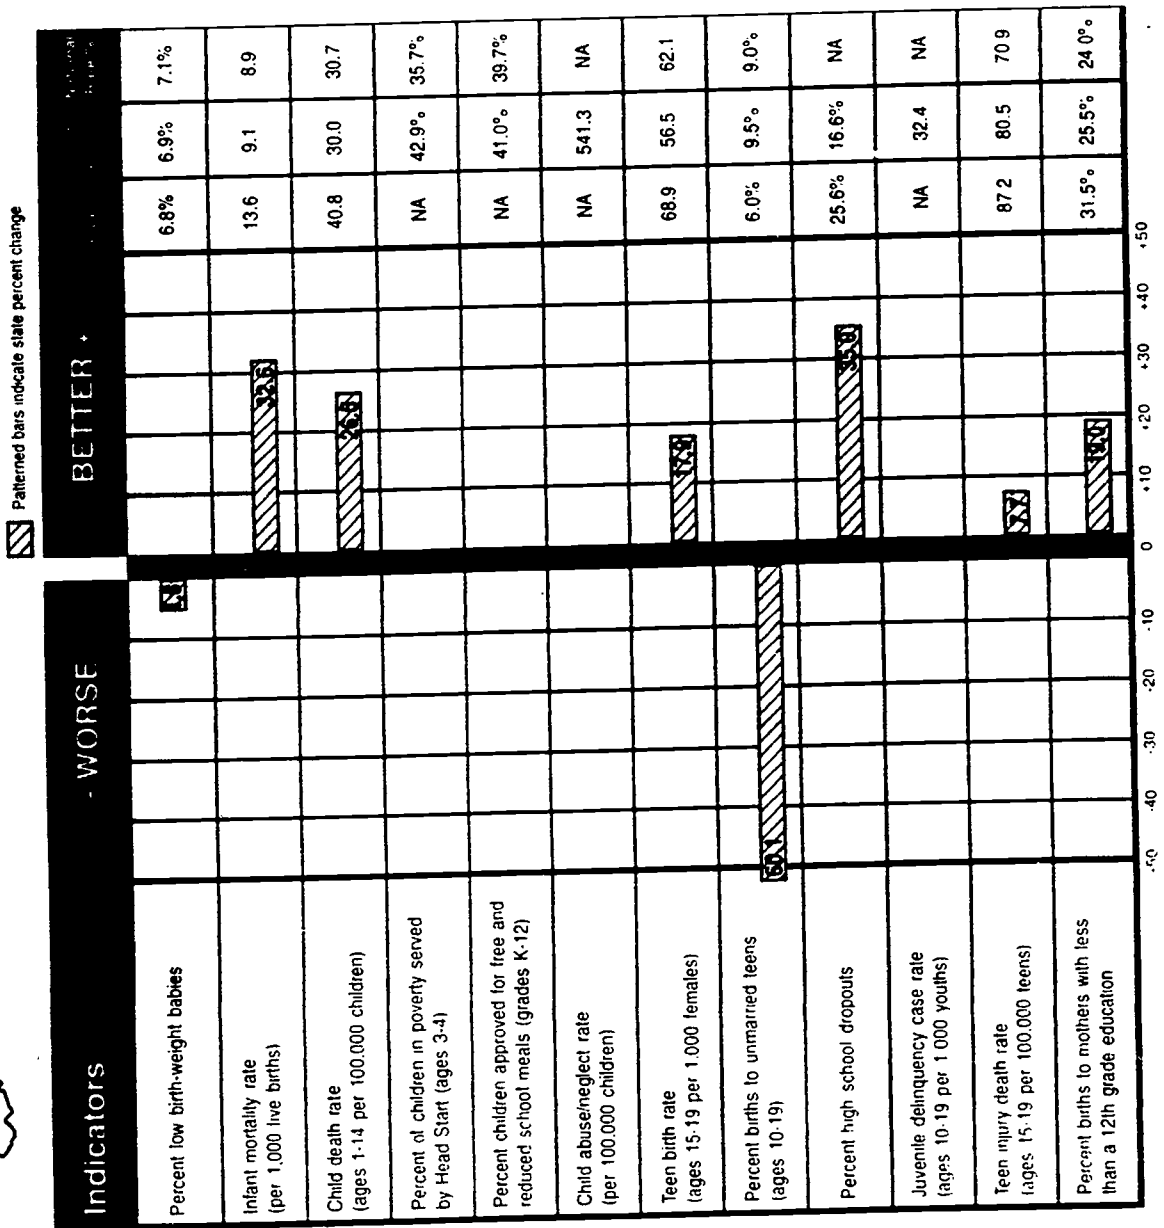 Patterned bars indicate state percent change
Indicators - WORSE BETTER +
Percent low birth-weight babies 6.8% 6.9% 7.1%
Infant mortality rate 32.6 13.6 9.1 8.9
(per 1,000 live births)
Child death rate 40.8 30.0 30.7
(ages 1-14 per 100.000 children)
Percent of children in poverty served NA 42.9% 35.7%
by Head Start (ages 3-4)
Percent children approved for free and NA 41.0% 39.7%
reduced school meals (grades K-12)
Child abuse/neglect rate NA 541.3 NA
(per 100.000 children)
Teen birth rate 17.9 68.9 56.5 62.1
(ages 15-19 per 1.000 females)
Percent births to unmarried teens 60.1 6.0% 9.5% 9.0%
(ages 10-19)
Percent high school dropouts 25.6% 16.6% NA
Juvenile delinquency case rate NA 32.4 NA
(ages 10-19 per 1 000 youths)
Teen injury death rate 7.7 87 2 80.5 70 9
(ages 15-19 per 100.000 teens)
Percent births to mothers with less 19.0 31.5% 25.5% 24 0%
than a 12th grade education
-50 -40 -30 -20 -10 0 +10 +20 +30 +40 +50